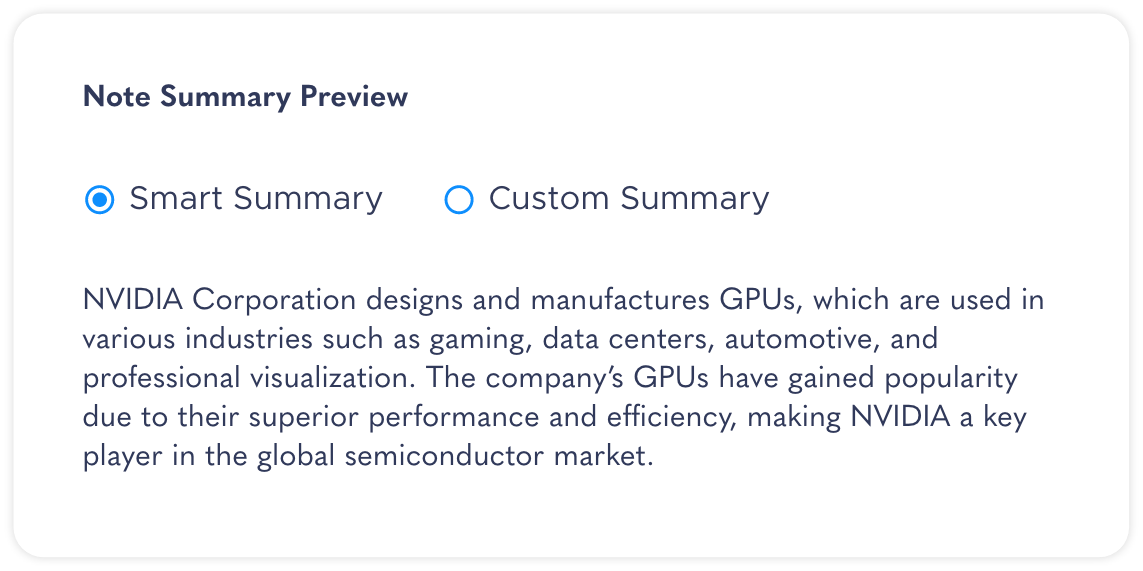 Note Summary Preview
Smart Summary
Custom Summary
NVIDIA Corporation designs and manufactures GPUs, which are used in
various industries such as gaming, data centers, automotive, and
professional visualization. The company’s GPUs have gained popularity
due to their superior performance and efficiency, making NVIDIA a key
player in the global semiconductor market.